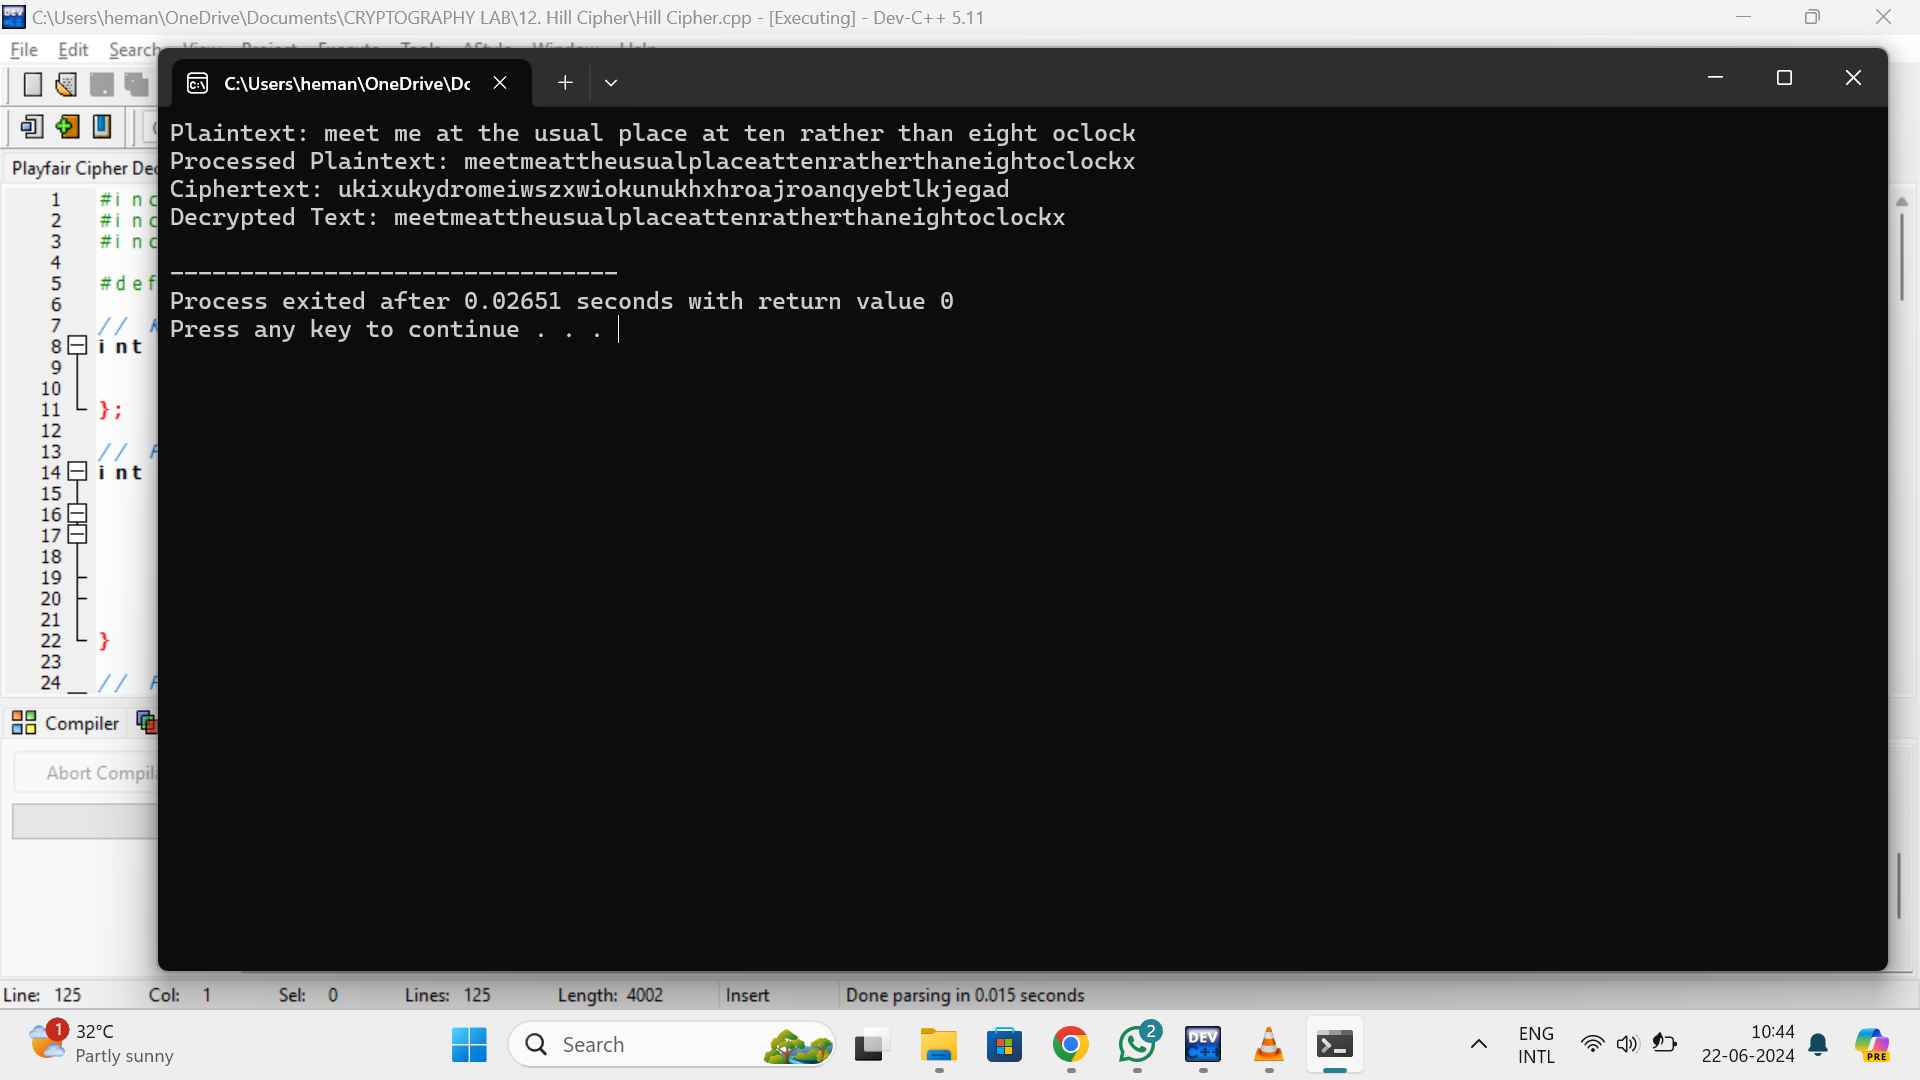 C:\Users\heman\OneDrive\Documents\CRYPTOGRAPHY LAB\12. Hill Cipher\Hill Cipher.cpp - [Executing] - Dev-C++ 5.11
File Edit Search
C:\Users\heman\OneDrive\Dc
Plaintext: meet me at the usual place at ten rather than eight oclock
Processed Plaintext: meetmeattheusualplaceattenratherthaneightoclockx
Ciphertext: ukixukydromeiwszxwiokunukhxhroajroanqyebtlkjegad
Decrypted Text: meetmeattheusualplaceattenratherthaneightoclockx
--------------------------------
Process exited after 0.02651 seconds with return value 0
Press any key to continue . . .
Playfair Cipher Dec
1 #inc
2 #inc
3 #inc
4
5 #def
6
7 // K
8 int
9
10
11 };
12
13 // F
14 int
15
16
17
18
19
20
21
22 }
23
24 // F
Compiler
Abort Compila
Line: 125 Col: 1 Sel: 0 Lines: 125 Length: 4002 Insert Done parsing in 0.015 seconds
1
32°C
Partly sunny
Search
2
DEV C++
ENG
INTL
10:44
22-06-2024
PRE